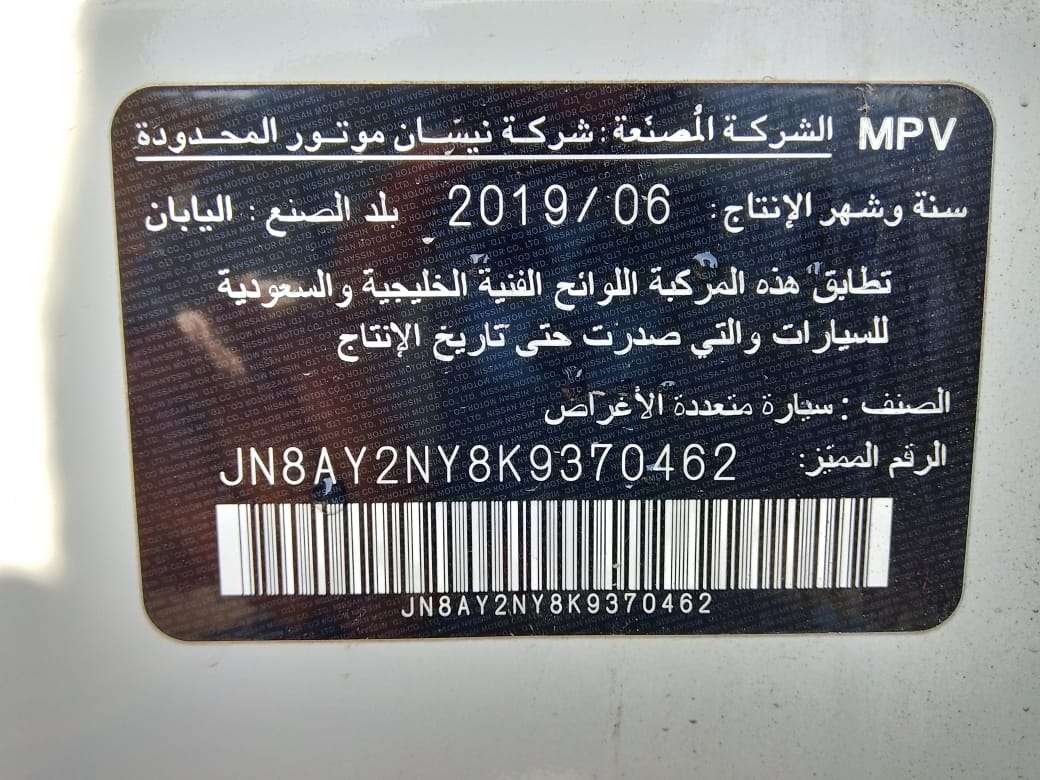 MPV الشركة المُصنّعة : شركة نيسّان موتور المحدودة
سنة وشهر الإنتاج: 2019/06 بلد الصنع : اليابان
تطابق هذه المركبة اللوائح الفنية الخليجية والسعودية
للسيارات والتي صدرت حتى تاريخ الإنتاج
الصنف : سيارة متعددة الأغراض
الرقم المميّز: JN8AY2NY8K9370462
JN8AY2NY8K9370462